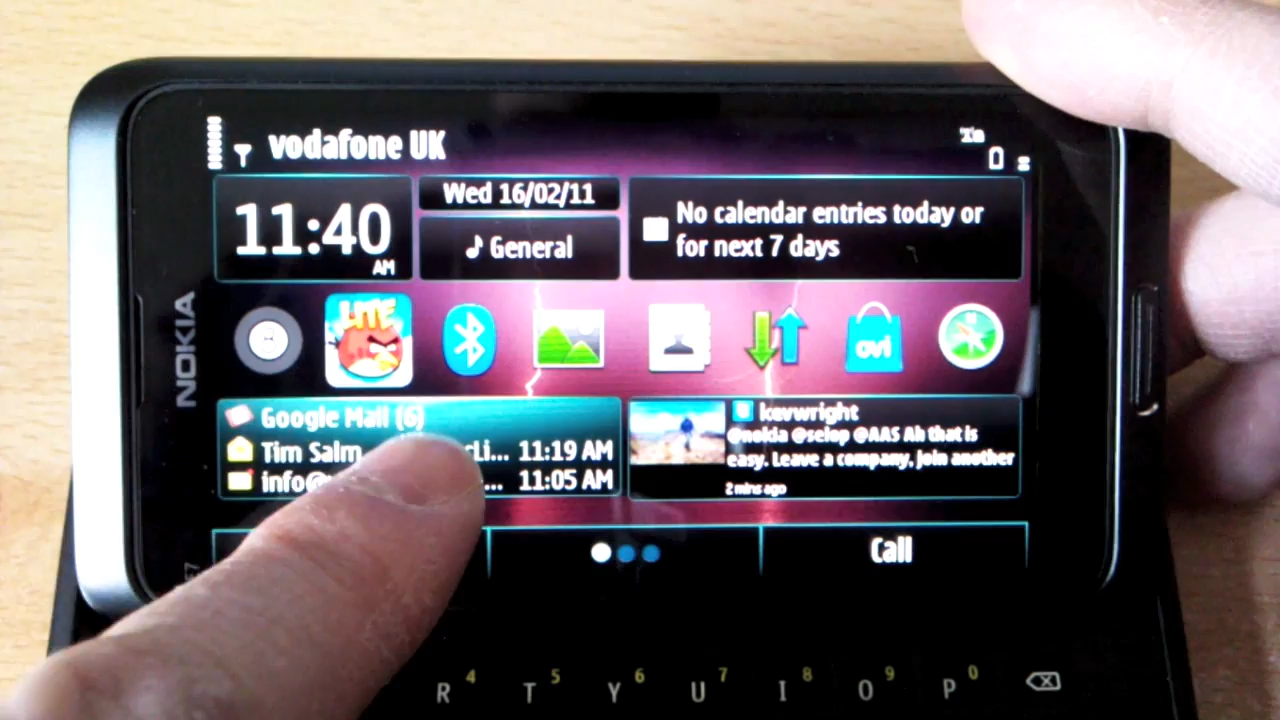 vodafone UK
11:40
AM
Wed 16/02/11
General
No calendar entries today or
for next 7 days
NOKIA
LITE
ovi
Google Mail (6)
Tim Salm Li... 11:19 AM
info@ ... 11:05 AM
kevwright
@nokia @selop @AAS Ah that is
easy. Leave a company, join another
2 mins ago
Call
E7
R 4 T 5 Y 6 U 7 I 8 O 9 P 0